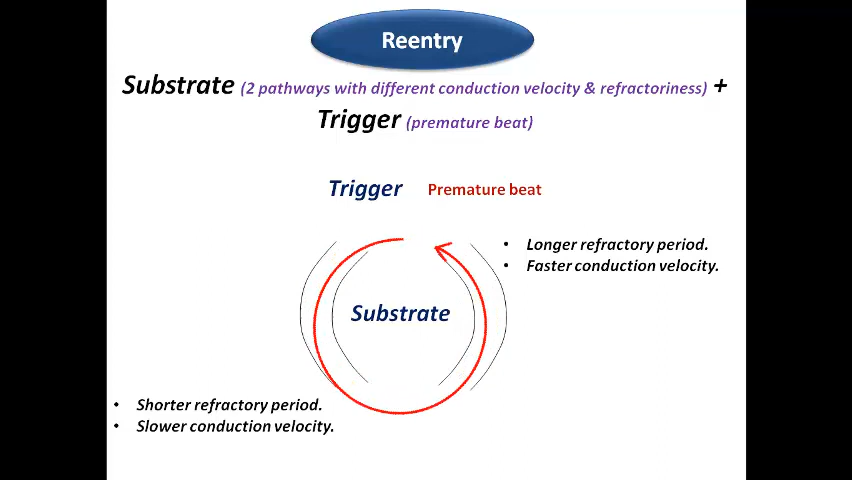 Reentry
Substrate (2 pathways with different conduction velocity & refractoriness) +
Trigger (premature beat)
Trigger Premature beat
• Longer refractory period.
• Faster conduction velocity.
Substrate
• Shorter refractory period.
• Slower conduction velocity.